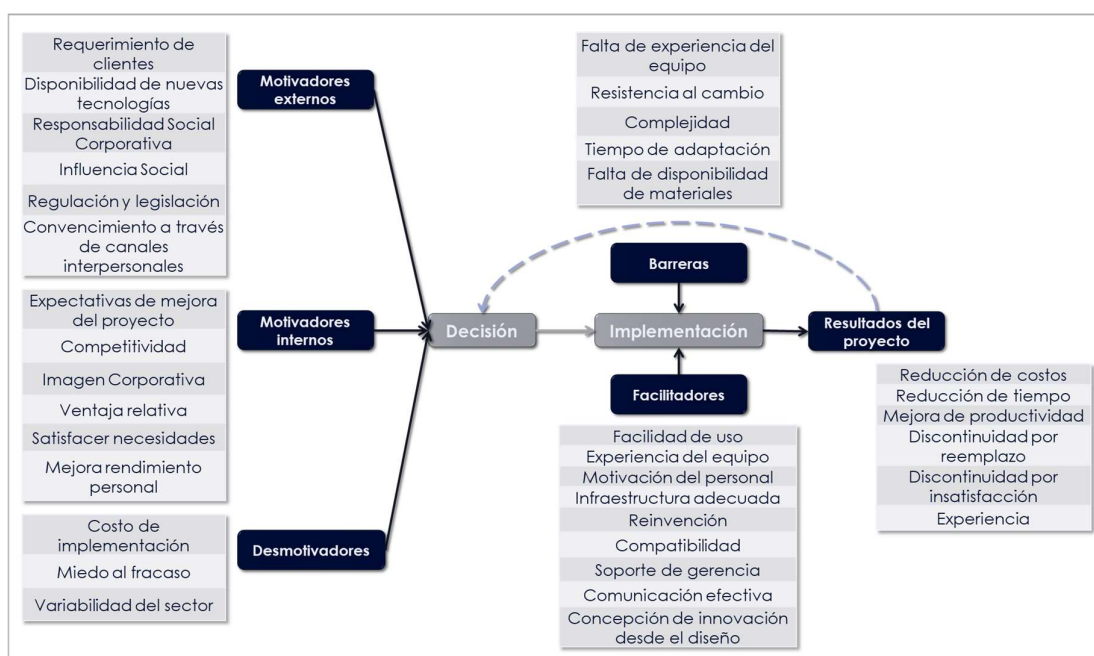 Requerimiento de
clientes
Disponibilidad de nuevas
tecnologías
Responsabilidad Social
Corporativa
Influencia Social
Regulación y legislación
Convencimiento a través
de canales
interpersonales
Motivadores
externos
Expectativas de mejora
del proyecto
Competitividad
Imagen Corporativa
Ventaja relativa
Satisfacer necesidades
Mejora rendimiento
personal
Motivadores
internos
Costo de
implementación
Miedo al fracaso
Variabilidad del sector
Desmotivadores
Decisión
Falta de experiencia del
equipo
Resistencia al cambio
Complejidad
Tiempo de adaptación
Falta de disponibilidad
de materiales
Barreras
Implementación
Facilitadores
Facilidad de uso
Experiencia del equipo
Motivación del personal
Infraestructura adecuada
Reinvención
Compatibilidad
Soporte de gerencia
Comunicación efectiva
Concepción de innovación
desde el diseño
Resultados del
proyecto
Reducción de costos
Reducción de tiempo
Mejora de productividad
Discontinuidad por
reemplazo
Discontinuidad por
insatisfacción
Experiencia